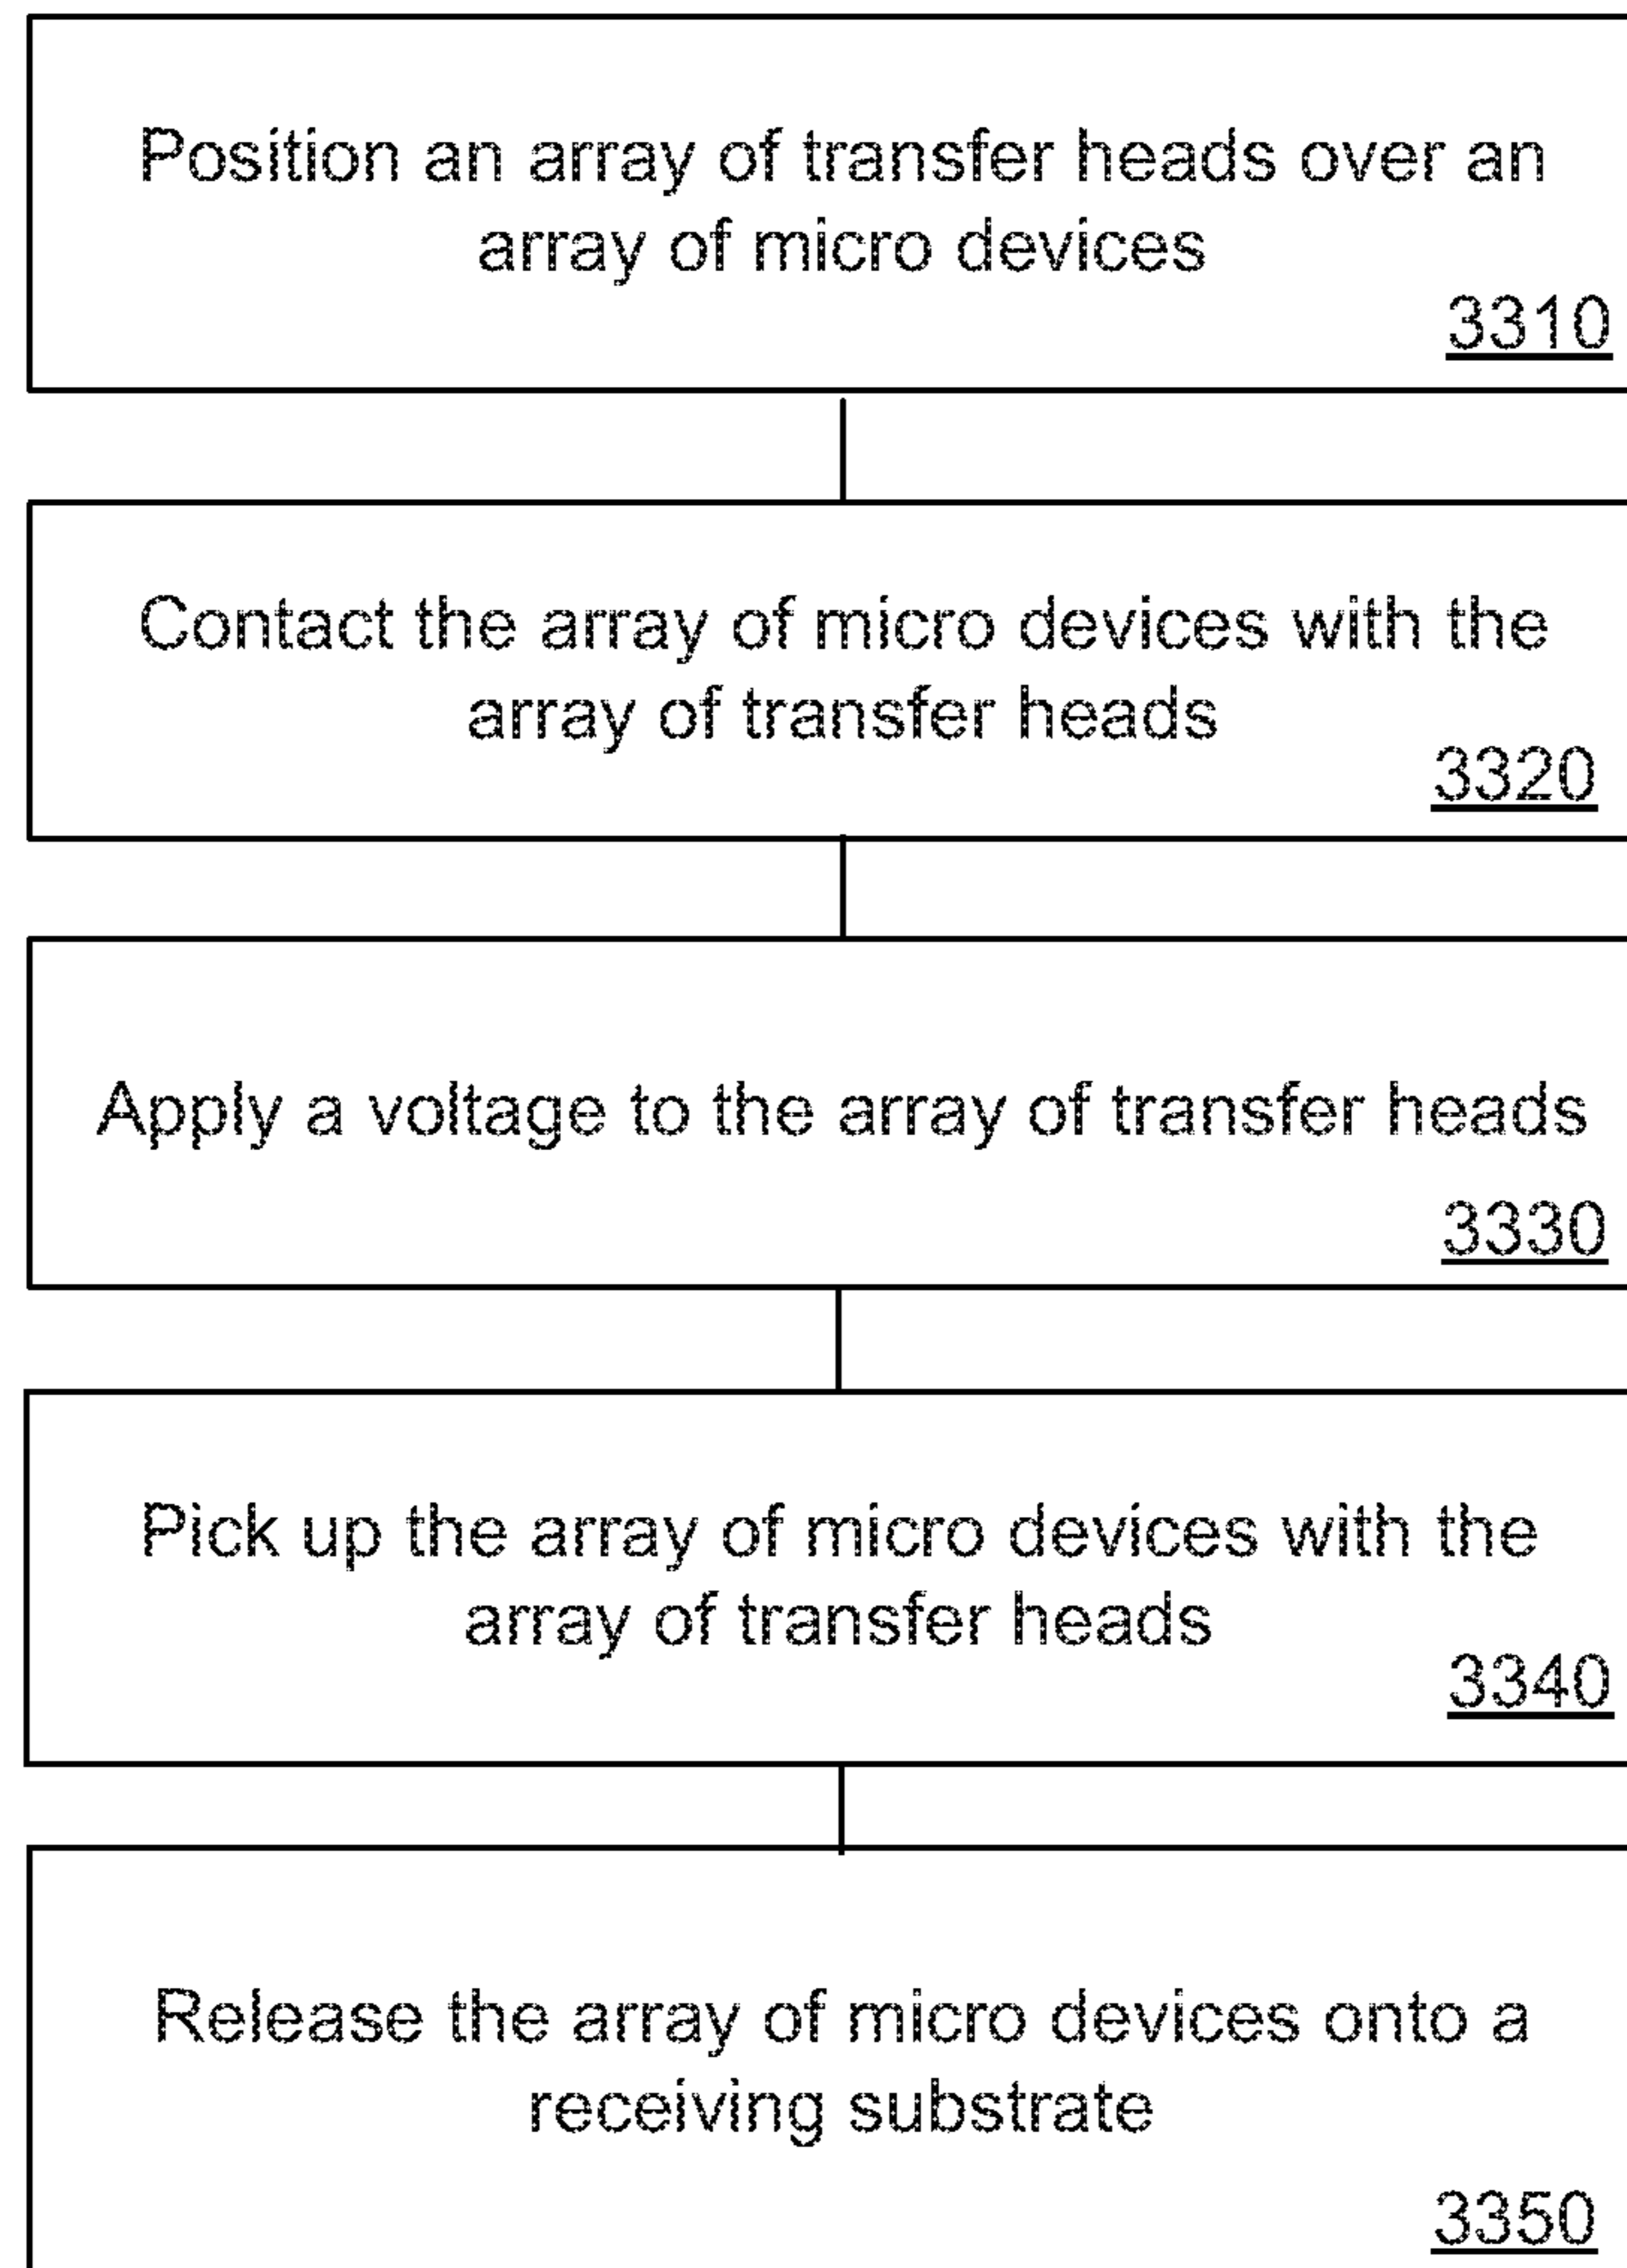 Position an array of transfer heads over an
array of micro devices
3310
Contact the array of micro devices with the
array of transfer heads
3320
Apply a voltage to the array of transfer heads
3330
Pick up the array of micro devices with the
array of transfer heads
3340
Release the array of micro devices onto a
receiving substrate
3350